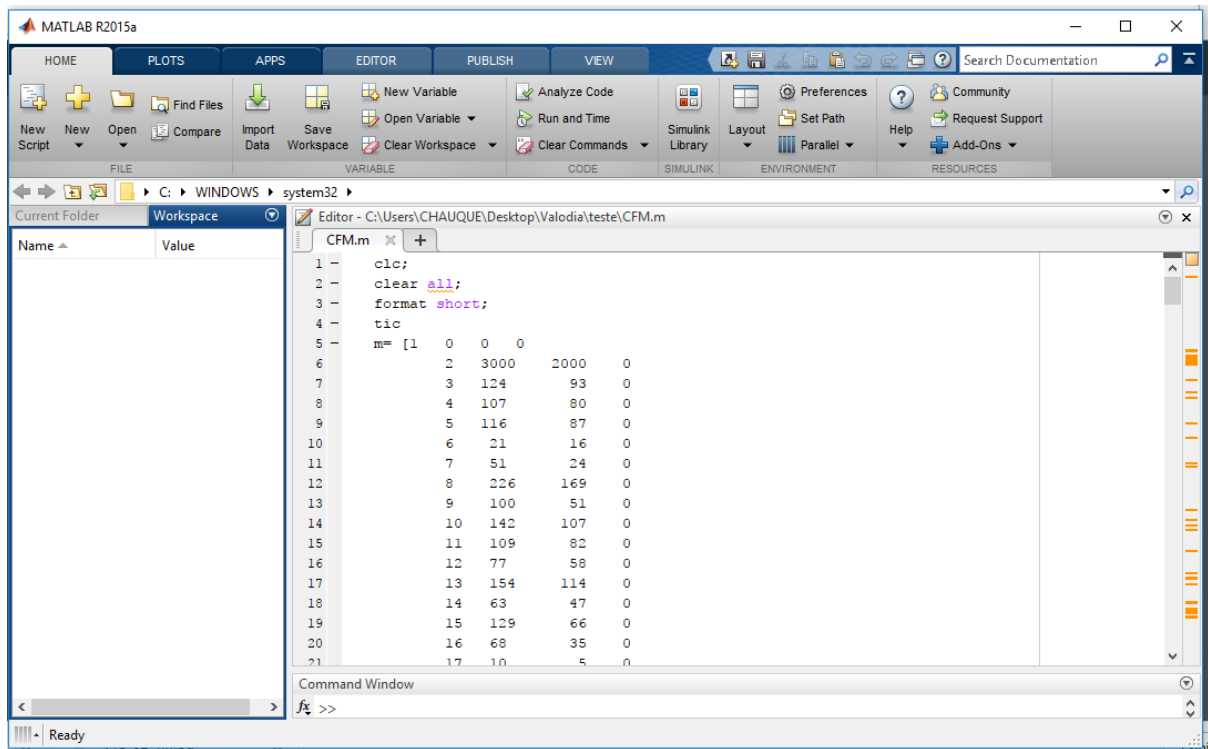 MATLAB R2015a
HOME PLOTS APPS EDITOR PUBLISH VIEW Search Documentation
New Script New Open Find Files Compare Import Data Save Workspace New Variable Open Variable Clear Workspace Analyze Code Run and Time Clear Commands Simulink Library Layout Preferences Set Path Parallel Help Community Request Support Add-Ons
FILE VARIABLE CODE SIMULINK ENVIRONMENT RESOURCES
C: WINDOWS system32
Current Folder Workspace Editor - C:\Users\CHAUQUE\Desktop\Valodia\teste\CFM.m
Name Value CFM.m +
1 - clc;
2 - clear all;
3 - format short;
4 - tic
5 - m= [1 0 0 0
6 2 3000 2000 0
7 3 124 93 0
8 4 107 80 0
9 5 116 87 0
10 6 21 16 0
11 7 51 24 0
12 8 226 169 0
13 9 100 51 0
14 10 142 107 0
15 11 109 82 0
16 12 77 58 0
17 13 154 114 0
18 14 63 47 0
19 15 129 66 0
20 16 68 35 0
21 17 10 5 0
Command Window
fx >>
Ready